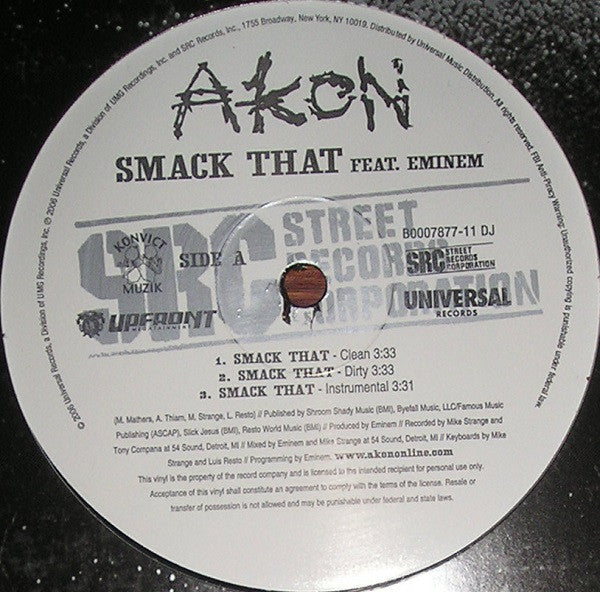 ℗ © 2006 Universal Records, a Division of UMG Recordings, Inc. and SRC Records, Inc., 1755 Broadway, New York, NY 10019. Distributed by Universal Music Distribution. All rights reserved. FBI Anti-Piracy Warning: Unauthorized copying is punishable under federal law.
AKON
SMACK THAT FEAT. EMINEM
SRC STREET RECORDS CORPORATION
KONVICT MUZIK
SIDE A
B0007877-11 DJ
SRC STREET RECORDS CORPORATION
UPFRONT
ENTERTAINMENT
UNIVERSAL
RECORDS
1. SMACK THAT - Clean 3:33
2. SMACK THAT - Dirty 3:33
3. SMACK THAT - Instrumental 3:31
(M. Mathers, A. Thiam, M. Strange, L. Resto) // Published by Shroom Shady Music (BMI), Byefall Music, LLC/Famous Music
Publishing (ASCAP), Slick Jesus (BMI), Resto World Music (BMI) // Produced by Eminem // Recorded by Mike Strange and
Tony Campana at 54 Sound, Detroit, MI // Mixed by Eminem and Mike Strange at 54 Sound, Detroit, MI // Keyboards by Mike
Strange and Luis Resto // Programming by Eminem. www.akononline.com
This vinyl is the property of the record company and is licensed to the intended recipient for personal use only.
Acceptance of this vinyl shall constitute an agreement to comply with the terms of the license. Resale or
transfer of possession is not allowed and may be punishable under federal and state laws.